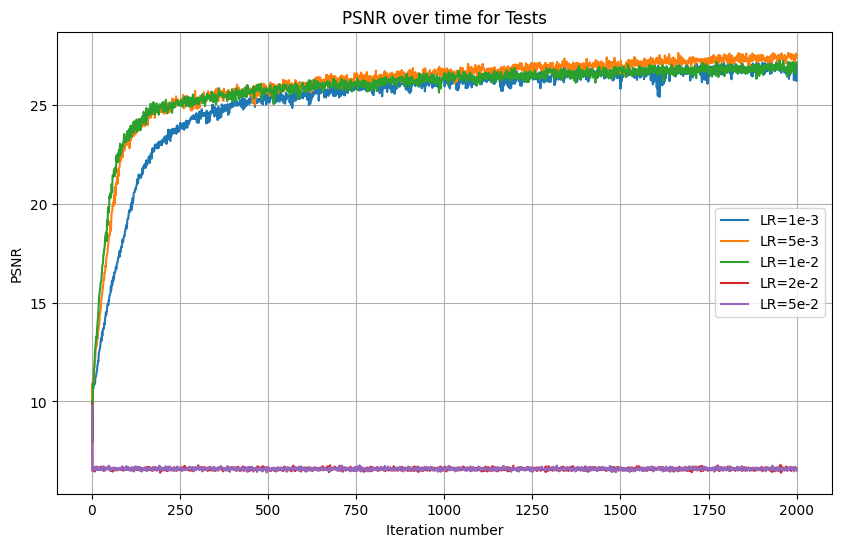 PSNR over time for Tests
PSNR
25
20
15
10
LR=1e-3
LR=5e-3
LR=1e-2
LR=2e-2
LR=5e-2
0 250 500 750 1000 1250 1500 1750 2000
Iteration number